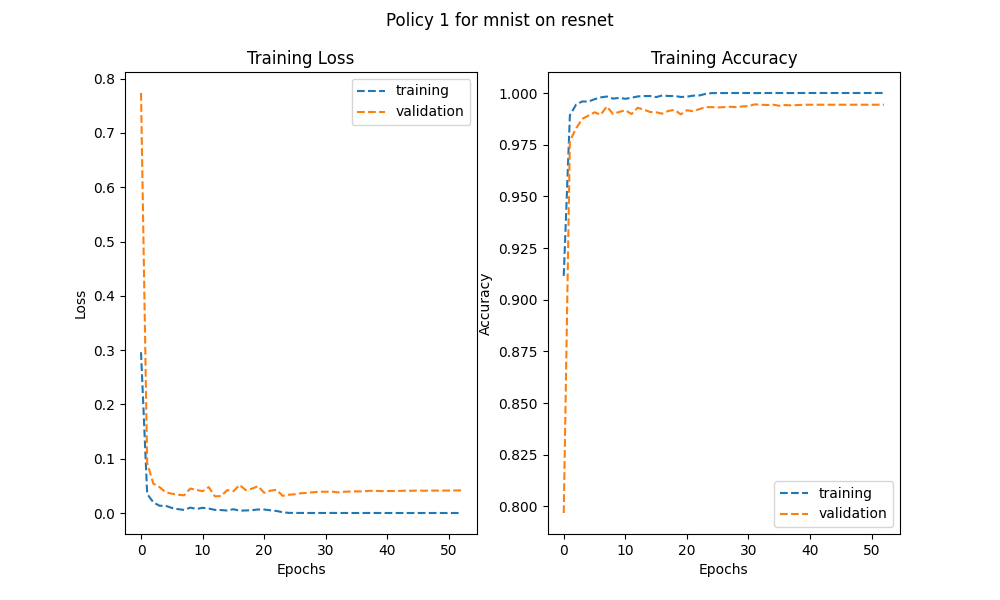 Policy 1 for mnist on resnet
Training Loss
training
validation
0.8
0.7
0.6
0.5
0.4
0.3
0.2
0.1
0.0
Loss
0
10
20
30
40
50
Epochs
Training Accuracy
1.000
0.975
0.950
0.925
0.900
0.875
0.850
0.825
0.800
Accuracy
training
validation
0
10
20
30
40
50
Epochs